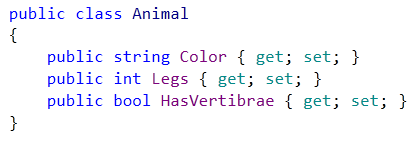 public class Animal
{
    public string Color { get; set; }
    public int Legs { get; set; }
    public bool HasVertibrae { get; set; }
}